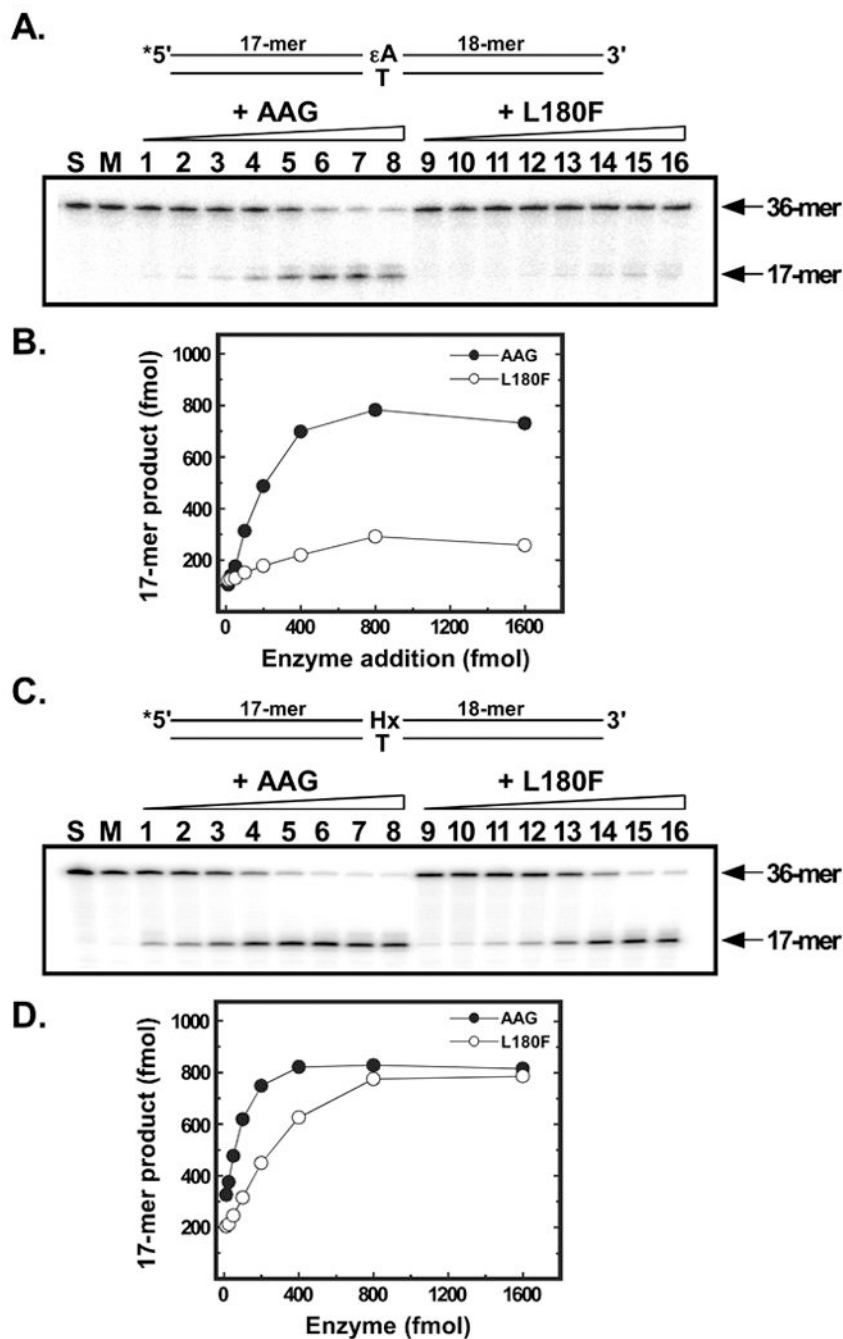 A.
17-mer 18-mer
*5' εA 3'
T
+ AAG + L180F
S M 1 2 3 4 5 6 7 8 9 10 11 12 13 14 15 16
36-mer
17-mer
B.
1000
800
600
400
200
17-mer product (fmol)
AAG
L180F
0 400 800 1200 1600
Enzyme addition (fmol)
C.
17-mer 18-mer
*5' Hx 3'
T
+ AAG + L180F
S M 1 2 3 4 5 6 7 8 9 10 11 12 13 14 15 16
36-mer
17-mer
D.
1000
800
600
400
200
17-mer product (fmol)
AAG
L180F
0 400 800 1200 1600
Enzyme (fmol)